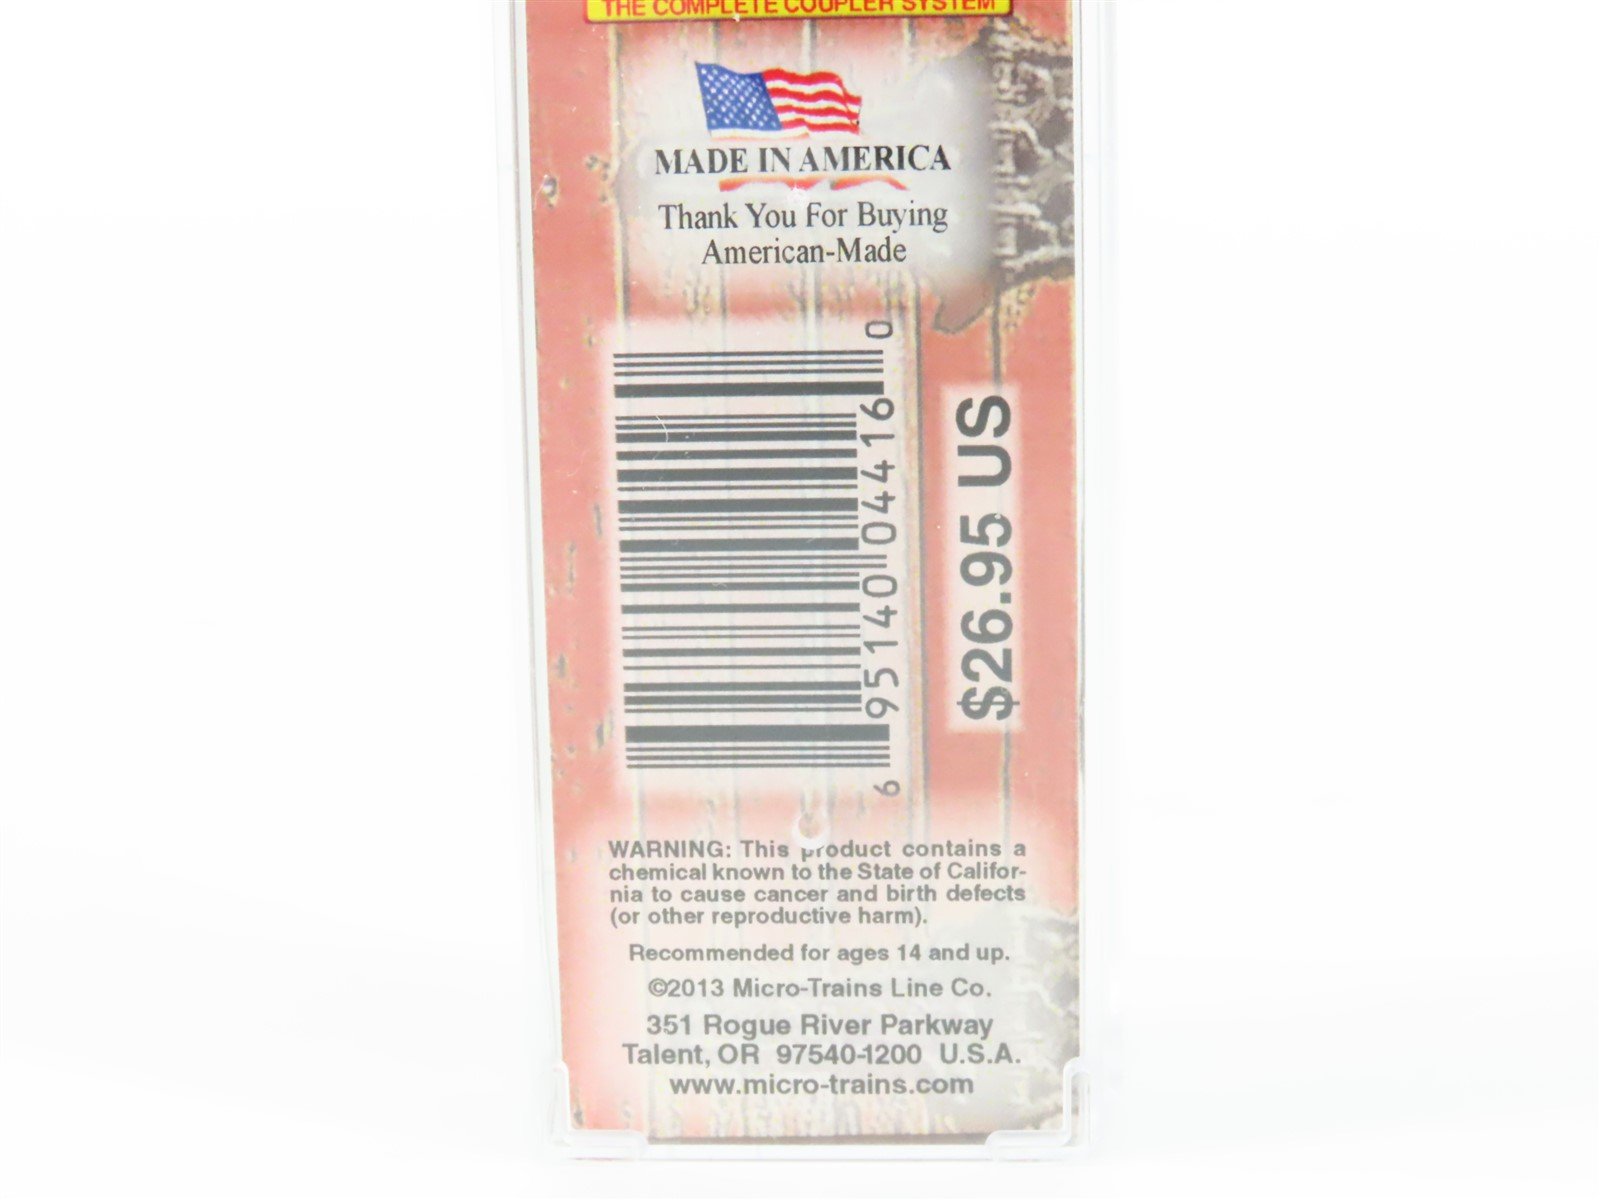 THE COMPLETE COUPLER SYSTEM
MADE IN AMERICA
Thank You For Buying
American-Made
6 95140 04416 0
$26.95 US
WARNING: This product contains a
chemical known to the State of Califor-
nia to cause cancer and birth defects
(or other reproductive harm).
Recommended for ages 14 and up.
©2013 Micro-Trains Line Co.
351 Rogue River Parkway
Talent, OR 97540-1200 U.S.A.
www.micro-trains.com